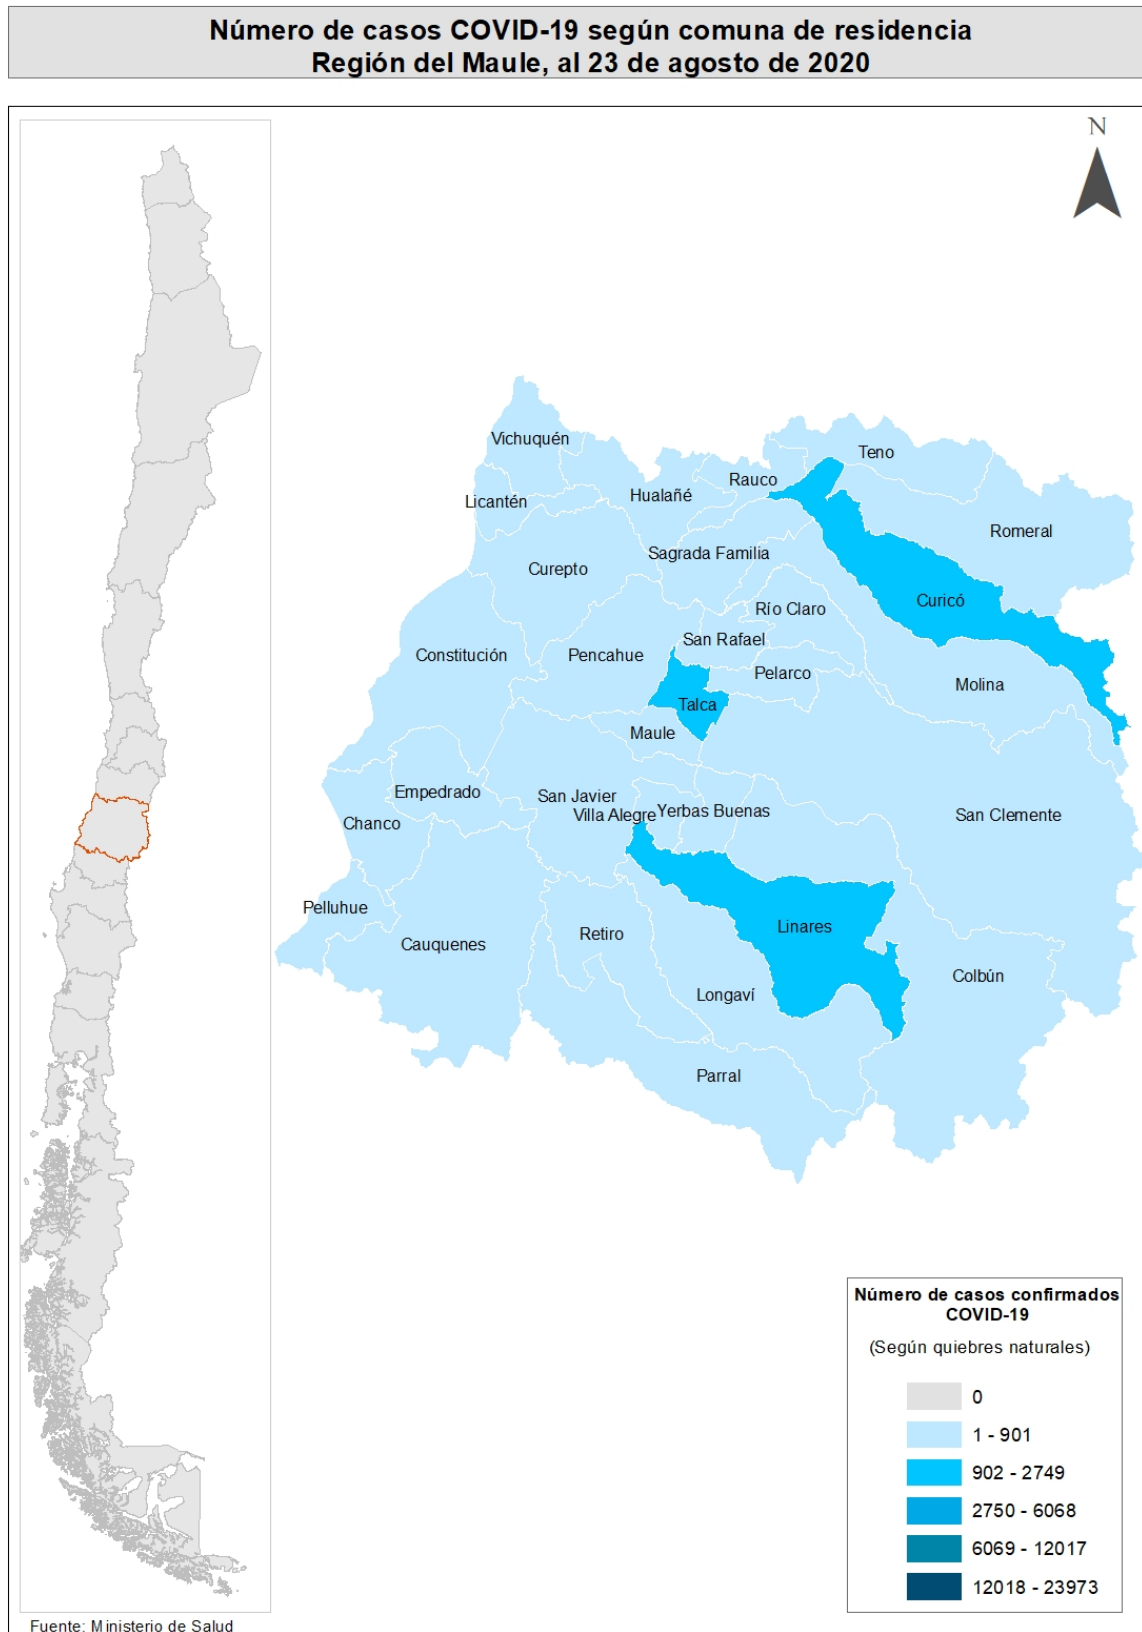 Número de casos COVID-19 según comuna de residencia
Región del Maule, al 23 de agosto de 2020
N
Vichuquén
Teno
Rauco
Hualañé
Licantén
Romeral
Sagrada Familia
Curepto
Curicó
Río Claro
San Rafael
Constitución
Pencahue
Pelarco
Molina
Talca
Maule
Empedrado
San Javier
Villa Alegre
Yerbas Buenas
San Clemente
Chanco
Pelluhue
Linares
Retiro
Cauquenes
Colbún
Longaví
Parral
Número de casos confirmados
COVID-19
(Según quiebres naturales)
0
1 - 901
902 - 2749
2750 - 6068
6069 - 12017
12018 - 23973
Fuente: Ministerio de Salud